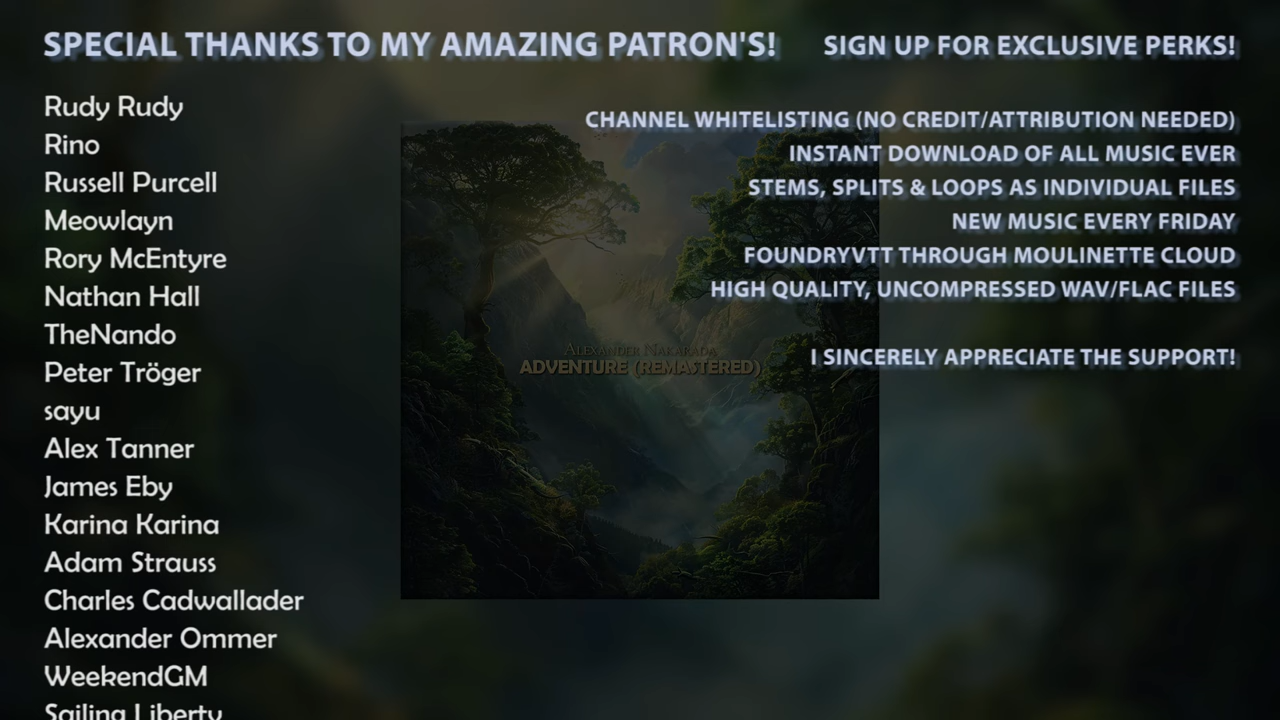 SPECIAL THANKS TO MY AMAZING PATRON'S!
Rudy Rudy
Rino
Russell Purcell
Meowlayn
Rory McEntyre
Nathan Hall
TheNando
Peter Tröger
sayu
Alex Tanner
James Eby
Karina Karina
Adam Strauss
Charles Cadwallader
Alexander Ommer
WeekendGM
Sailing Liberty
SIGN UP FOR EXCLUSIVE PERKS!
CHANNEL WHITELISTING (NO CREDIT/ATTRIBUTION NEEDED)
INSTANT DOWNLOAD OF ALL MUSIC EVER
STEMS, SPLITS & LOOPS AS INDIVIDUAL FILES
NEW MUSIC EVERY FRIDAY
FOUNDRYVTT THROUGH MOULINETTE CLOUD
HIGH QUALITY, UNCOMPRESSED WAV/FLAC FILES
I SINCERELY APPRECIATE THE SUPPORT!
Alexander Nakarada
ADVENTURE (REMASTERED)